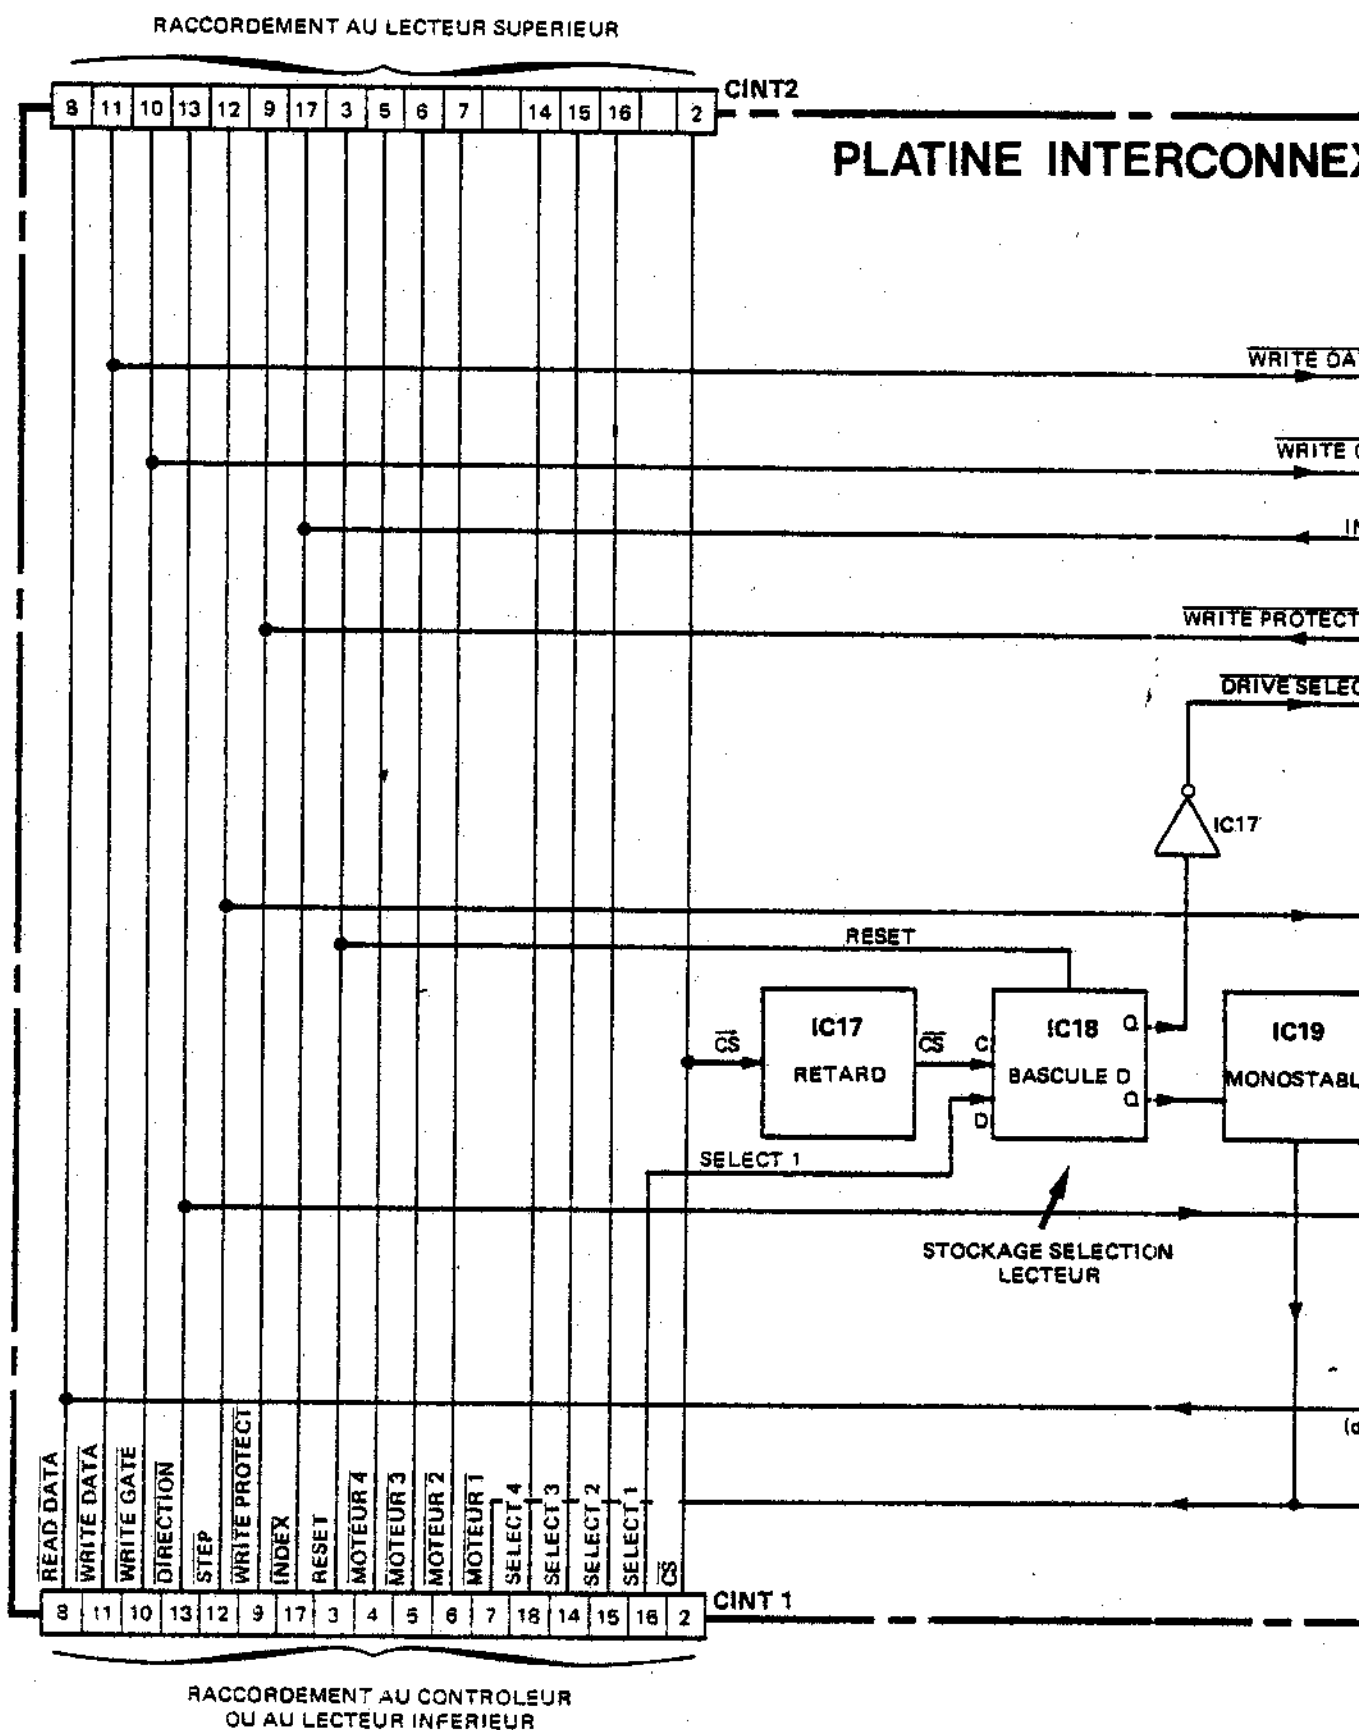 RACCORDEMENT AU LECTEUR SUPERIEUR
8 11 10 13 12 9 17 3 5 6 7 14 15 16 2
CINT2
PLATINE INTERCONNEX
WRITE DAT
WRITE G
IN
WRITE PROTECT
DRIVE SELEC
IC17
RESET
CS
IC17
RETARD
CS
C
D
IC18
BASCULE D
Q
Q
IC19
MONOSTABL
SELECT 1
STOCKAGE SELECTION
LECTEUR
(d
READ DATA
WRITE DATA
WRITE GATE
DIRECTION
STEP
WRITE PROTECT
INDEX
RESET
MOTEUR 4
MOTEUR 3
MOTEUR 2
MOTEUR 1
SELECT 4
SELECT 3
SELECT 2
SELECT 1
CS
8 11 10 13 12 9 17 3 4 5 6 7 18 14 15 16 2
CINT 1
RACCORDEMENT AU CONTROLEUR
OU AU LECTEUR INFERIEUR